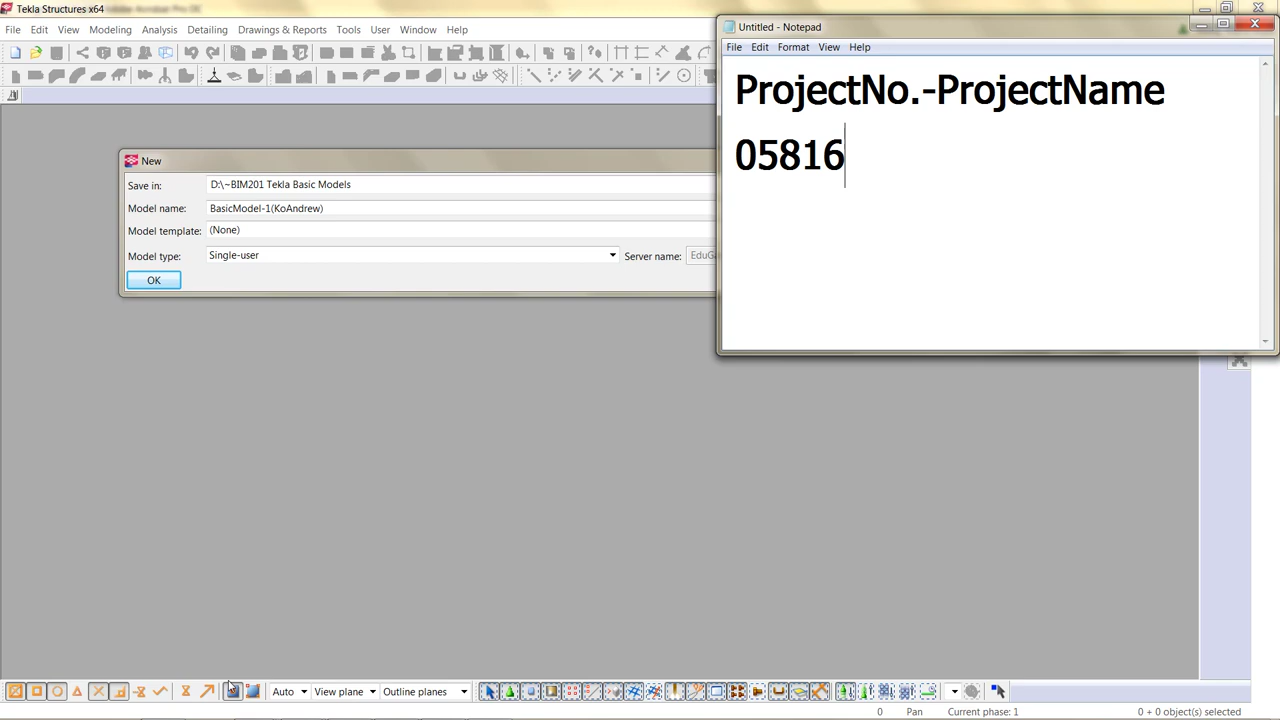 Tekla Structures x64
File Edit View Modeling Analysis Detailing Drawings & Reports Tools User Window Help
New
Save in: D:\~BIM201 Tekla Basic Models
Model name: BasicModel-1(KoAndrew)
Model template: (None)
Model type: Single-user Server name:
OK
Untitled - Notepad
File Edit Format View Help
ProjectNo.-ProjectName
05816
Auto View plane Outline planes
0 Pan Current phase: 1 0 + 0 object(s) selected